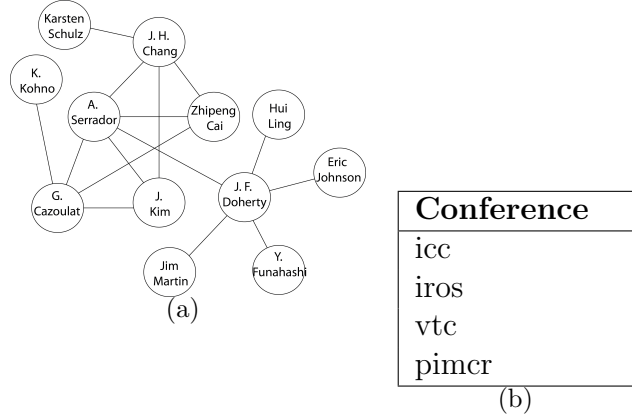 Karsten
Schulz
J. H.
Chang
K.
Kohno
A.
Serrador
Zhipeng
Cai
Hui
Ling
Eric
Johnson
G.
Cazoulat
J.
Kim
J. F.
Doherty
Jim
Martin
Y.
Funahashi
(a)
Conference
icc
iros
vtc
pimcr
(b)